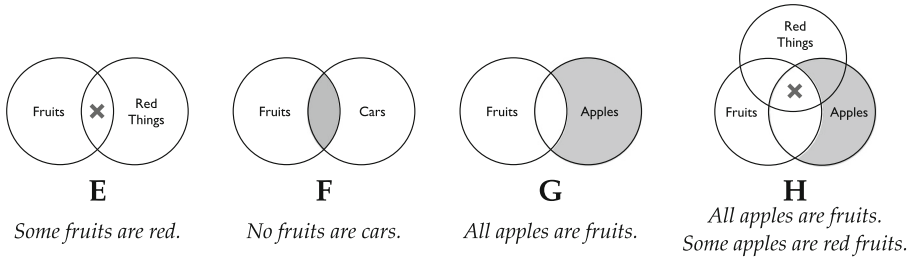 Fruits
Red
Things
E
Some fruits are red.
Fruits
Cars
F
No fruits are cars.
Fruits
Apples
G
All apples are fruits.
Red
Things
Fruits
Apples
H
All apples are fruits.
Some apples are red fruits.